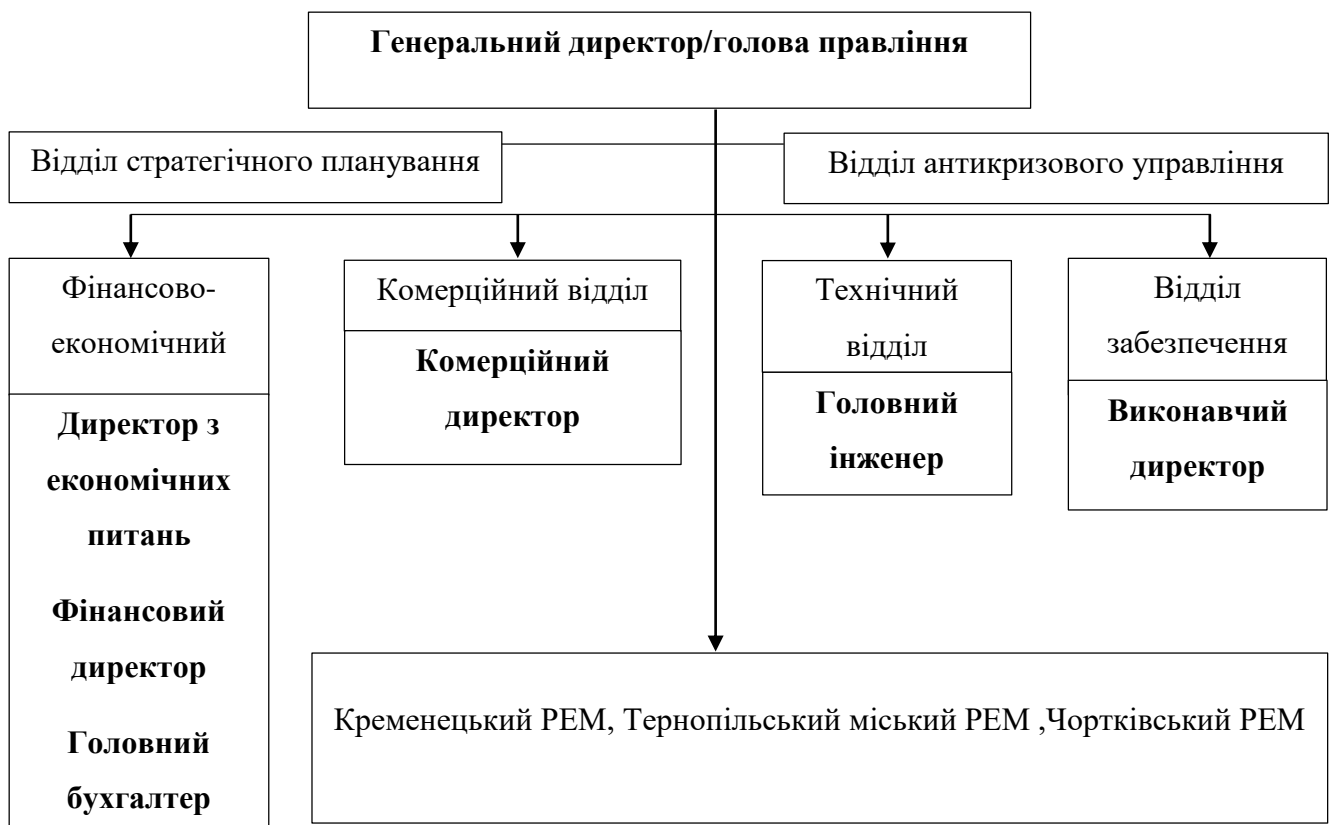 Генеральний директор/голова правління
Відділ стратегічного планування
Відділ антикризового управління
Фінансово-
економічний
Директор з
економічних
питань
Фінансовий
директор
Головний
бухгалтер
Комерційний відділ
Комерційний
директор
Технічний
відділ
Головний
інженер
Відділ
забезпечення
Виконавчий
директор
Кременецький РЕМ, Тернопільський міський РЕМ ,Чортківський РЕМ